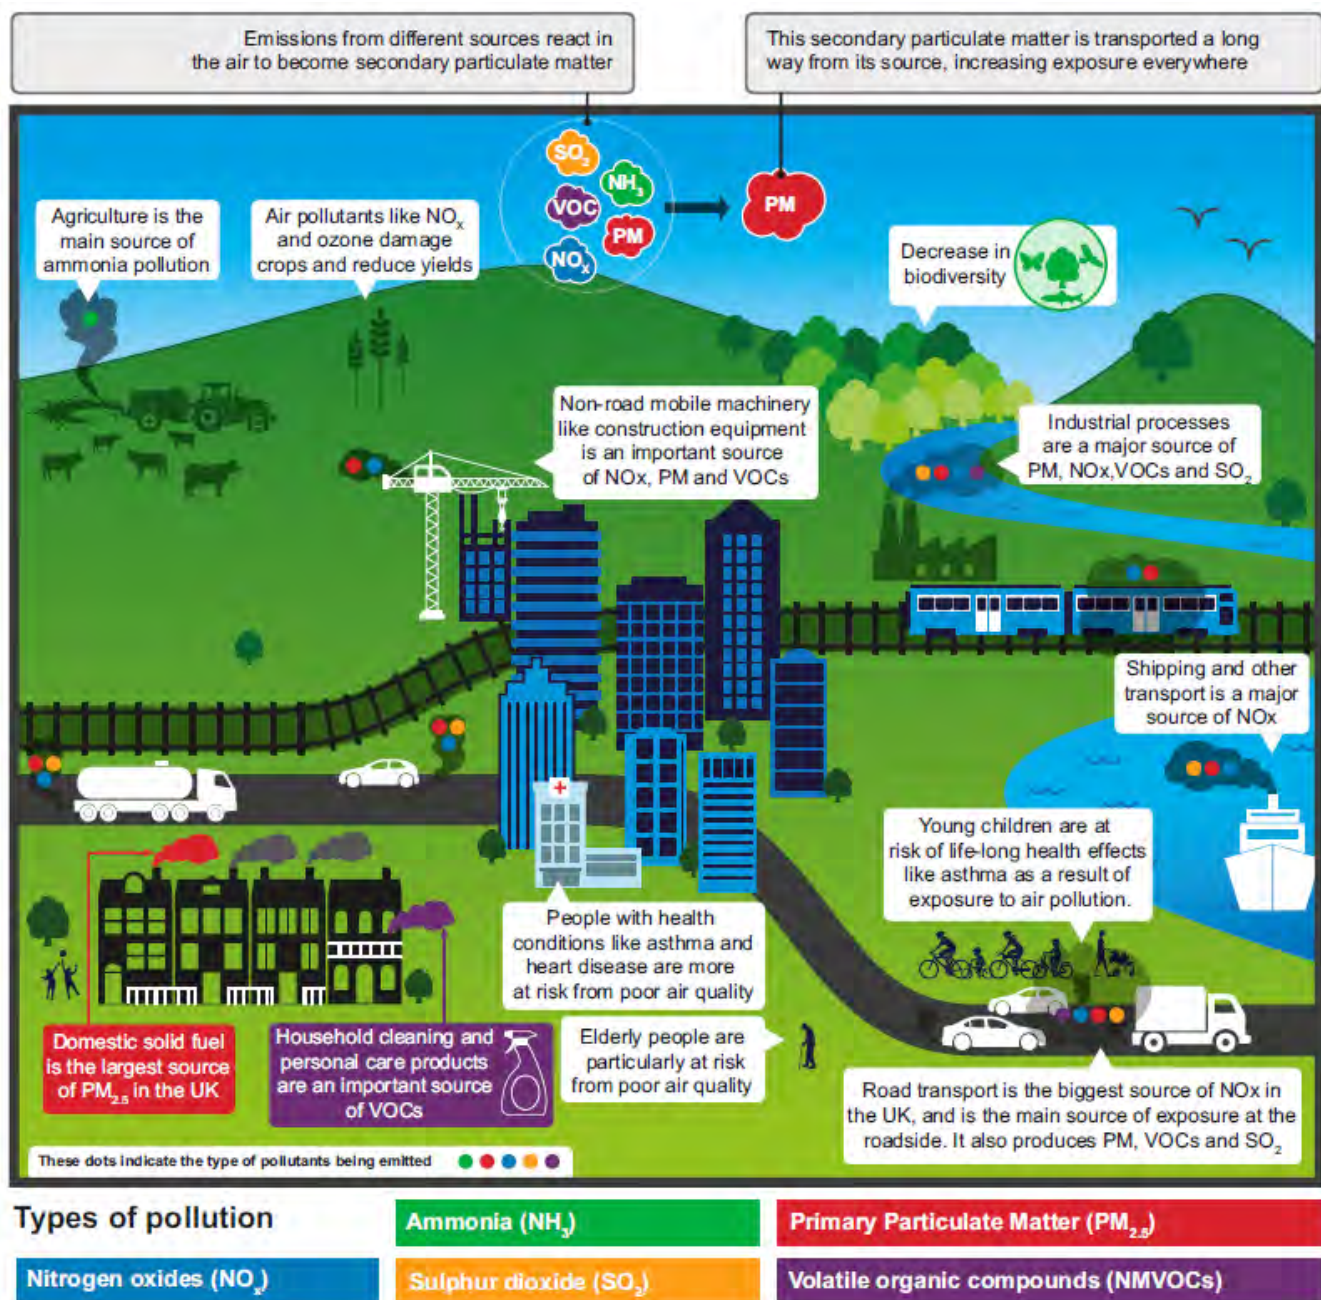 Emissions from different sources react in
the air to become secondary particulate matter
This secondary particulate matter is transported a long
way from its source, increasing exposure everywhere
SO₂
NH₃
VOC
PM
NOₓ
PM
Agriculture is the
main source of
ammonia pollution
Air pollutants like NOₓ
and ozone damage
crops and reduce yields
Decrease in
biodiversity
Non-road mobile machinery
like construction equipment
is an important source
of NOx, PM and VOCs
Industrial processes
are a major source of
PM, NOx,VOCs and SO₂
Shipping and other
transport is a major
source of NOx
Young children are at
risk of life-long health effects
like asthma as a result of
exposure to air pollution.
People with health
conditions like asthma and
heart disease are more
at risk from poor air quality
Domestic solid fuel
is the largest source
of PM₂.₅ in the UK
Household cleaning and
personal care products
are an important source
of VOCs
Elderly people are
particularly at risk
from poor air quality
Road transport is the biggest source of NOx in
the UK, and is the main source of exposure at the
roadside. It also produces PM, VOCs and SO₂
These dots indicate the type of pollutants being emitted
Types of pollution
Ammonia (NH₃)
Primary Particulate Matter (PM₂.₅)
Nitrogen oxides (NOₓ)
Sulphur dioxide (SO₂)
Volatile organic compounds (NMVOCs)